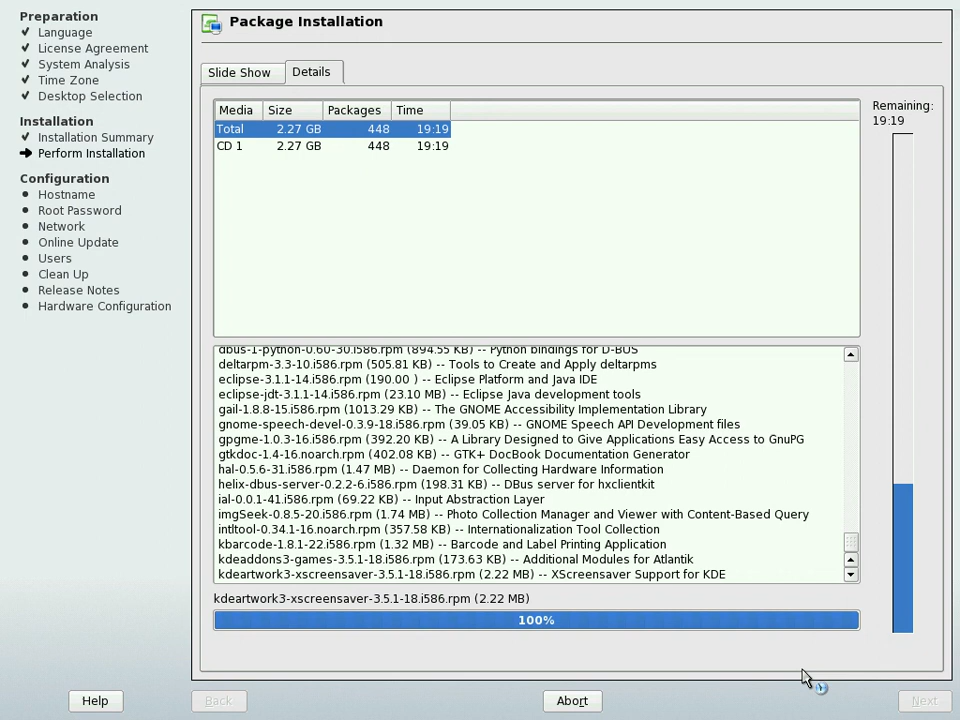 Preparation
Language
License Agreement
System Analysis
Time Zone
Desktop Selection
Installation
Installation Summary
Perform Installation
Configuration
Hostname
Root Password
Network
Online Update
Users
Clean Up
Release Notes
Hardware Configuration
Package Installation
Slide Show Details
Media Size Packages Time
Total 2.27 GB 448 19:19
CD 1 2.27 GB 448 19:19
Remaining:
19:19
dbus-1-python-0.60-30.i586.rpm (894.55 KB) -- Python bindings for D-BUS
deltarpm-3.3-10.i586.rpm (505.81 KB) -- Tools to Create and Apply deltarpms
eclipse-3.1.1-14.i586.rpm (190.00 ) -- Eclipse Platform and Java IDE
eclipse-jdt-3.1.1-14.i586.rpm (23.10 MB) -- Eclipse Java development tools
gail-1.8.8-15.i586.rpm (1013.29 KB) -- The GNOME Accessibility Implementation Library
gnome-speech-devel-0.3.9-18.i586.rpm (39.05 KB) -- GNOME Speech API Development files
gpgme-1.0.3-16.i586.rpm (392.20 KB) -- A Library Designed to Give Applications Easy Access to GnuPG
gtkdoc-1.4-16.noarch.rpm (402.08 KB) -- GTK+ DocBook Documentation Generator
hal-0.5.6-31.i586.rpm (1.47 MB) -- Daemon for Collecting Hardware Information
helix-dbus-server-0.2.2-6.i586.rpm (198.31 KB) -- DBus server for hxclientkit
ial-0.0.1-41.i586.rpm (69.22 KB) -- Input Abstraction Layer
imgSeek-0.8.5-20.i586.rpm (1.74 MB) -- Photo Collection Manager and Viewer with Content-Based Query
intltool-0.34.1-16.noarch.rpm (357.58 KB) -- Internationalization Tool Collection
kbarcode-1.8.1-22.i586.rpm (1.32 MB) -- Barcode and Label Printing Application
kdeaddons3-games-3.5.1-18.i586.rpm (173.63 KB) -- Additional Modules for Atlantik
kdeartwork3-xscreensaver-3.5.1-18.i586.rpm (2.22 MB) -- XScreensaver Support for KDE
kdeartwork3-xscreensaver-3.5.1-18.i586.rpm (2.22 MB)
100%
Help Back Abort Next